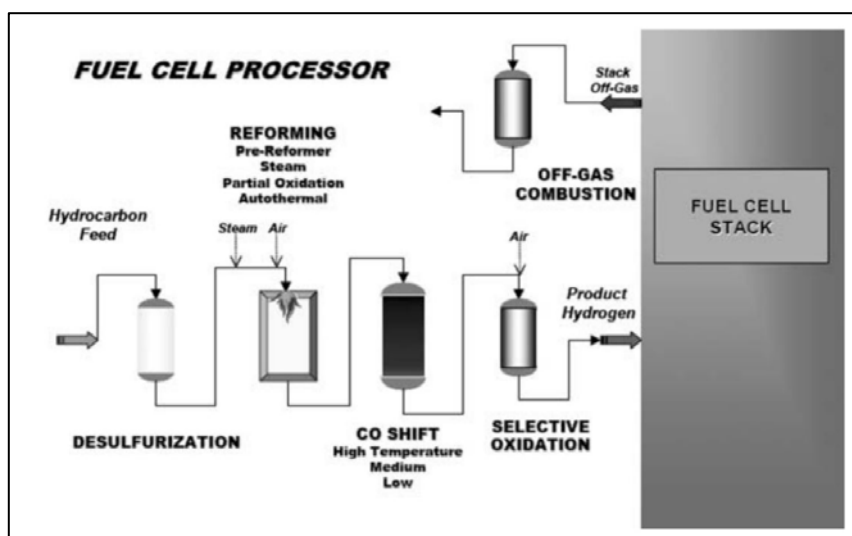 FUEL CELL PROCESSOR
Stack
Off-Gas
REFORMING
Pre-Reformer
Steam
Partial Oxidation
Autothermal
OFF-GAS
COMBUSTION
FUEL CELL
STACK
Hydrocarbon
Feed
Steam
Air
Air
Product
Hydrogen
DESULFURIZATION
CO SHIFT
High Temperature
Medium
Low
SELECTIVE
OXIDATION